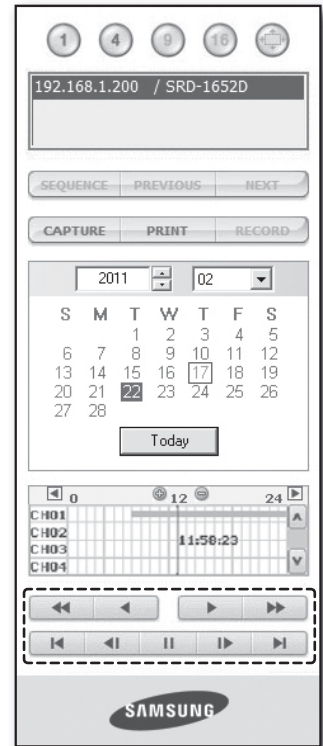 1 4 9 16
192.168.1.200 / SRD-1652D
SEQUENCE PREVIOUS NEXT
CAPTURE PRINT RECORD
2011 02
S M T W T F S
1 2 3 4 5
6 7 8 9 10 11 12
13 14 15 16 17 18 19
20 21 22 23 24 25 26
27 28
Today
0 12 24
CH01
CH02
11:58:23
CH03
CH04
SAMSUNG